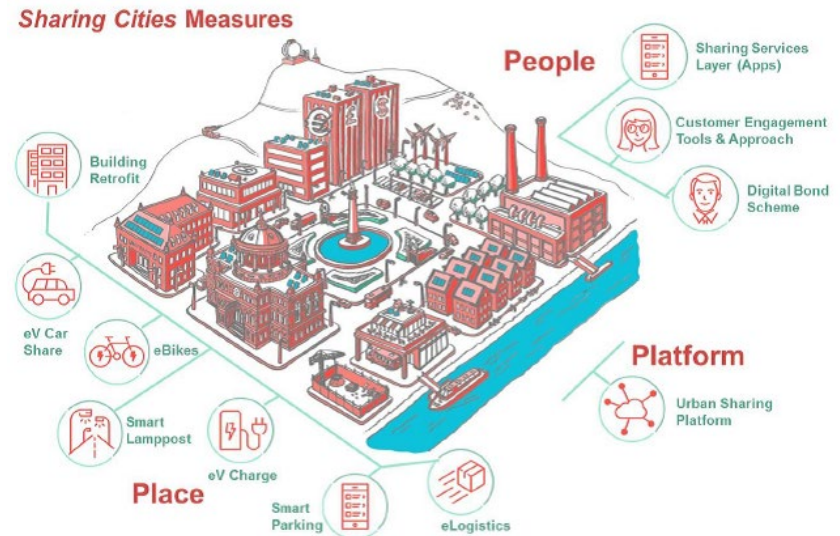 Sharing Cities Measures
People
Sharing Services
Layer (Apps)
Customer Engagement
Tools & Approach
Digital Bond
Scheme
Building
Retrofit
eV Car
Share
eBikes
Smart
Lamppost
eV Charge
Place
Smart
Parking
eLogistics
Platform
Urban Sharing
Platform
€
£
$